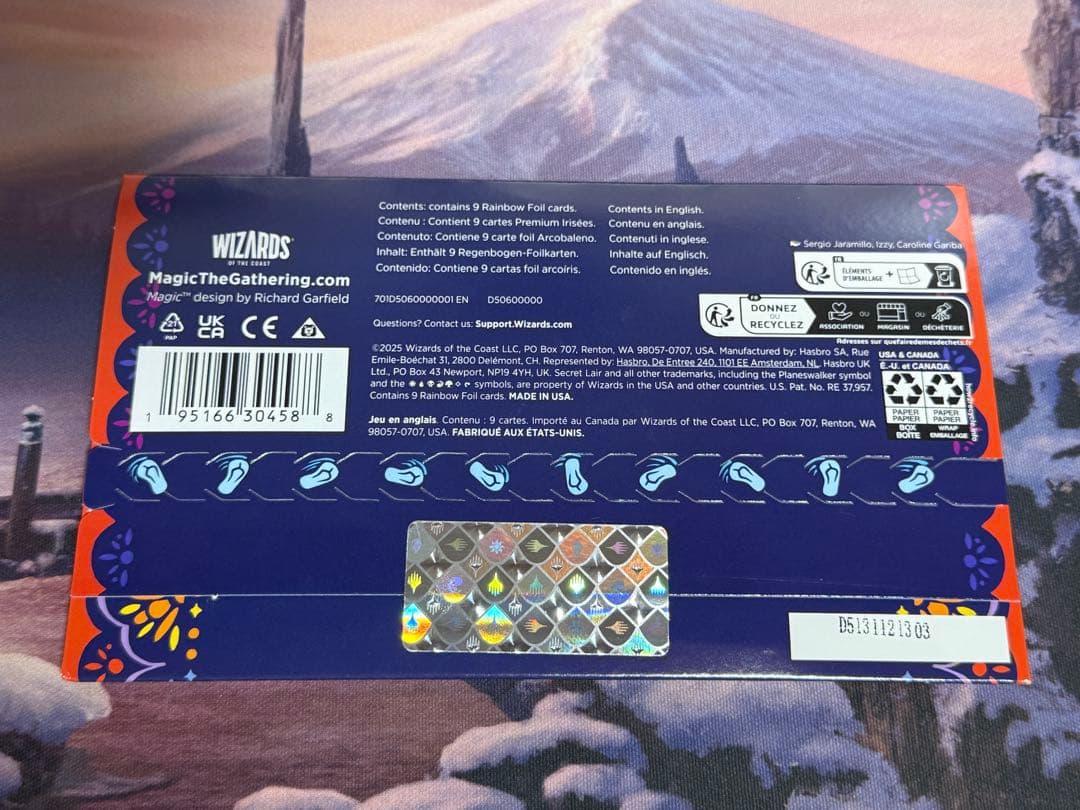 WIZARDS
OF THE COAST
MagicTheGathering.com
Magic™ design by Richard Garfield
21
PAP
UK
CA
CE
1 95166 30458 8
Contents: contains 9 Rainbow Foil cards.
Contenu : Contient 9 cartes Premium Irisées.
Contenuto: Contiene 9 carte foil Arcobaleno.
Inhalt: Enthält 9 Regenbogen-Foilkarten.
Contenido: Contiene 9 cartas foil arcoíris.
Contents in English.
Contenu en anglais.
Contenuti in inglese.
Inhalte auf Englisch.
Contenido en inglés.
701D5060000001 EN D50600000
Questions? Contact us: Support.Wizards.com
Sergio Jaramillo, Izzy, Caroline Gariba
FR
ÉLÉMENTS
D'EMBALLAGE
+
FR
DONNEZ
OU
RECYCLEZ
ASSOCIATION
OU
MAGASIN
OU
DÉCHÈTERIE
Adresses sur quefairedemesdechets.fr
©2025 Wizards of the Coast LLC, PO Box 707, Renton, WA 98057-0707, USA. Manufactured by: Hasbro SA, Rue
Emile-Boéchat 31, 2800 Delémont, CH. Represented by: Hasbro, De Entree 240, 1101 EE Amsterdam, NL. Hasbro UK
Ltd., PO Box 43 Newport, NP19 4YH, UK. Secret Lair and all other trademarks, including the Planeswalker symbol
and the symbols, are property of Wizards in the USA and other countries. U.S. Pat. No. RE 37,957.
Contains 9 Rainbow Foil cards. MADE IN USA.
Jeu en anglais. Contenu : 9 cartes. Importé au Canada par Wizards of the Coast LLC, PO Box 707, Renton, WA
98057-0707, USA. FABRIQUÉ AUX ÉTATS-UNIS.
USA & CANADA
É.-U. et CANADA
PAPER
PAPIER
BOX
BOÎTE
PAPER
PAPIER
WRAP
EMBALLAGE
how2recycle.info
D513112 13 03